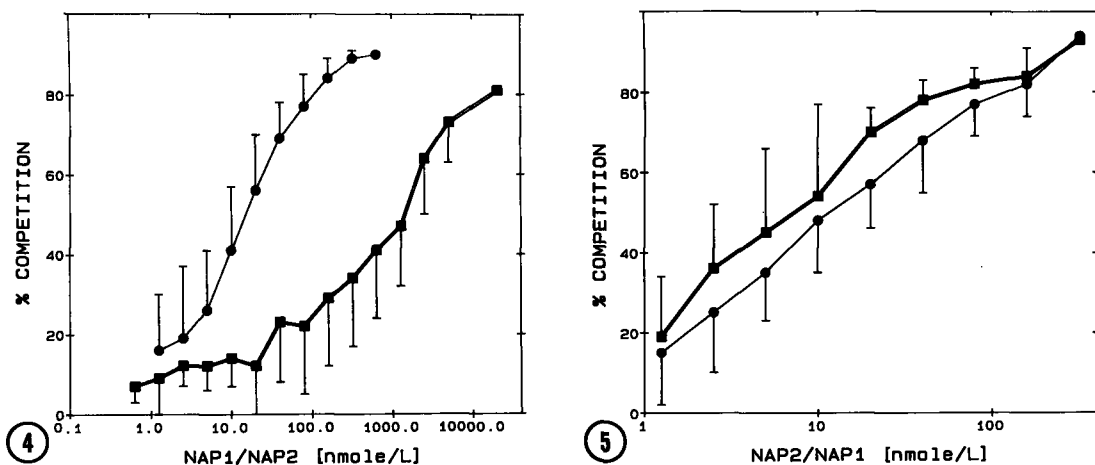 80
60
40
20
0
% COMPETITION
0.1 1.0 10.0 100.0 1000.0 10000.0
NAP1/NAP2 [nmole/L]
4
80
60
40
20
0
% COMPETITION
1 10 100
NAP2/NAP1 [nmole/L]
5